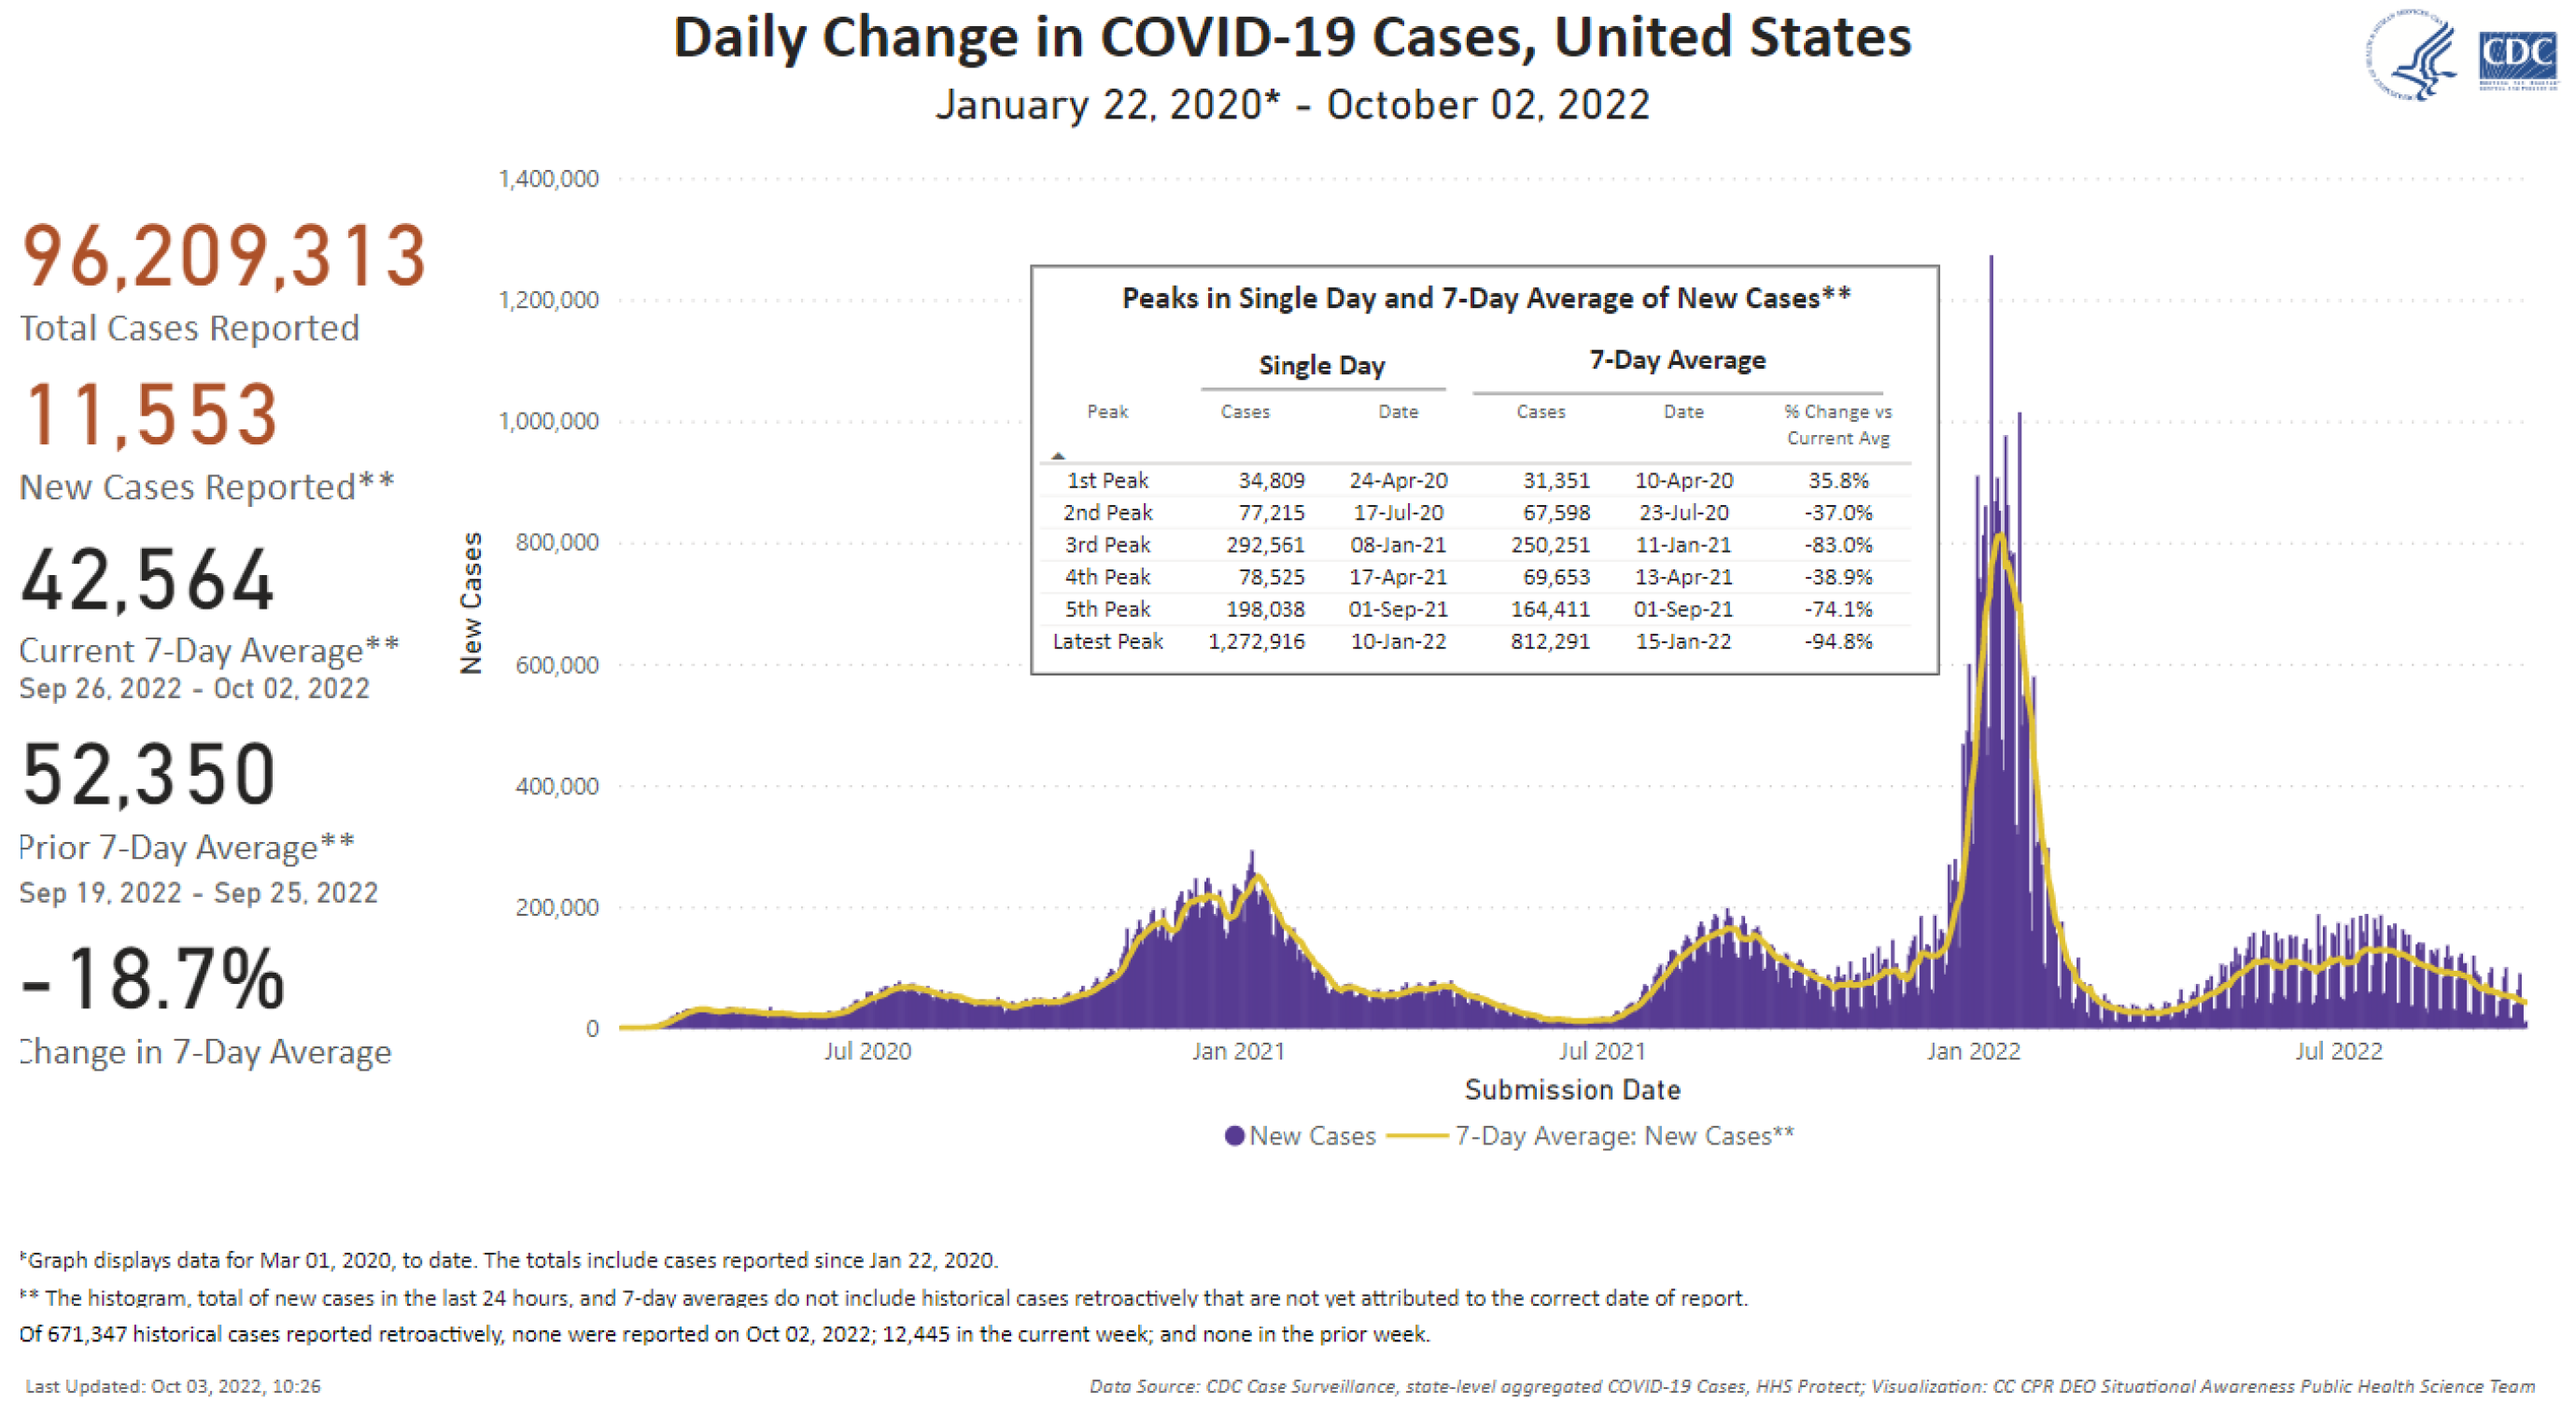 Daily Change in COVID-19 Cases, United States
January 22, 2020* - October 02, 2022
CDC
96,209,313
Total Cases Reported
11,553
New Cases Reported**
42,564
Current 7-Day Average**
Sep 26, 2022 - Oct 02, 2022
52,350
Prior 7-Day Average**
Sep 19, 2022 - Sep 25, 2022
-18.7%
Change in 7-Day Average
New Cases
1,400,000
1,200,000
1,000,000
800,000
600,000
400,000
200,000
0
Peaks in Single Day and 7-Day Average of New Cases**
Single Day 7-Day Average
Peak Cases Date Cases Date % Change vs
Current Avg
1st Peak 34,809 24-Apr-20 31,351 10-Apr-20 35.8%
2nd Peak 77,215 17-Jul-20 67,598 23-Jul-20 -37.0%
3rd Peak 292,561 08-Jan-21 250,251 11-Jan-21 -83.0%
4th Peak 78,525 17-Apr-21 69,653 13-Apr-21 -38.9%
5th Peak 198,038 01-Sep-21 164,411 01-Sep-21 -74.1%
Latest Peak 1,272,916 10-Jan-22 812,291 15-Jan-22 -94.8%
Jul 2020 Jan 2021 Jul 2021 Jan 2022 Jul 2022
Submission Date
New Cases 7-Day Average: New Cases**
*Graph displays data for Mar 01, 2020, to date. The totals include cases reported since Jan 22, 2020.
** The histogram, total of new cases in the last 24 hours, and 7-day averages do not include historical cases retroactively that are not yet attributed to the correct date of report.
Of 671,347 historical cases reported retroactively, none were reported on Oct 02, 2022; 12,445 in the current week; and none in the prior week.
Last Updated: Oct 03, 2022, 10:26
Data Source: CDC Case Surveillance, state-level aggregated COVID-19 Cases, HHS Protect; Visualization: CC CPR DEO Situational Awareness Public Health Science Team